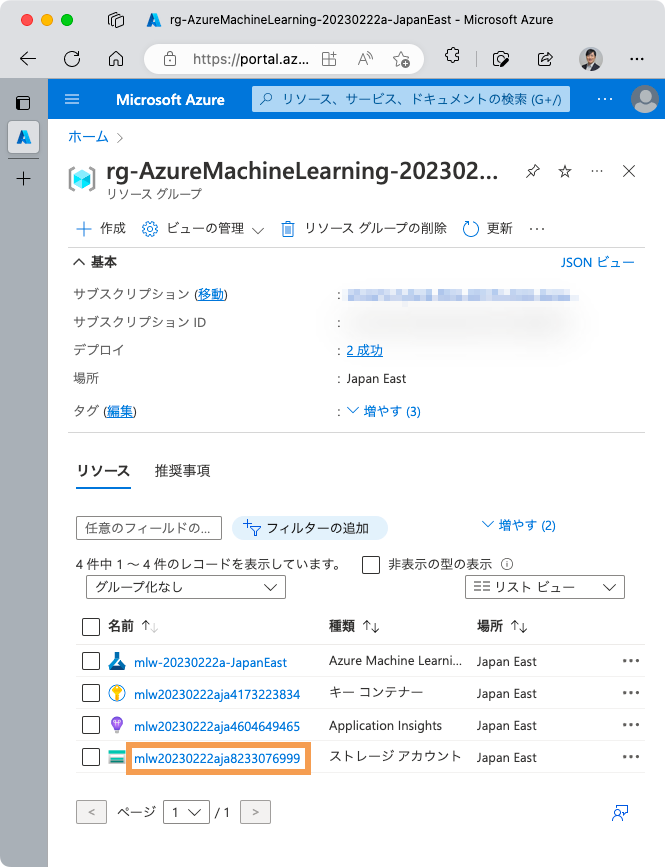 rg-AzureMachineLearning-20230222a-JapanEast - Microsoft Azure
https://portal.az...
Microsoft Azure
リソース、サービス、ドキュメントの検索 (G+/)
ホーム
rg-AzureMachineLearning-202302...
リソース グループ
作成 ビューの管理 リソース グループの削除 更新
基本 JSON ビュー
サブスクリプション (移動) :
サブスクリプション ID :
デプロイ : 2 成功
場所 : Japan East
タグ (編集) : 増やす (3)
リソース 推奨事項
任意のフィールドの... フィルターの追加 増やす (2)
4 件中 1 ～ 4 件のレコードを表示しています。 非表示の型の表示
グループ化なし リスト ビュー
名前 ↑↓ 種類 ↑↓ 場所 ↑↓
mlw-20230222a-JapanEast Azure Machine Learni... Japan East
mlw20230222aja4173223834 キー コンテナー Japan East
mlw20230222aja4604649465 Application Insights Japan East
mlw20230222aja8233076999 ストレージ アカウント Japan East
< ページ 1 / 1 >